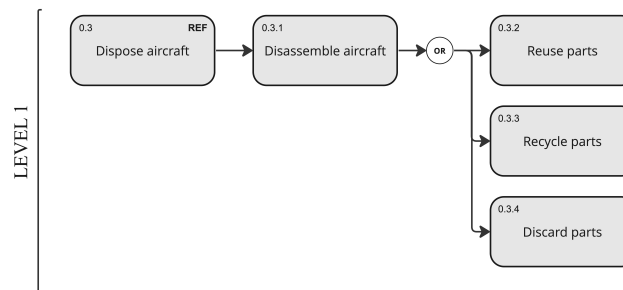 LEVEL 1
0.3 REF
Dispose aircraft
0.3.1
Disassemble aircraft
OR
0.3.2
Reuse parts
0.3.3
Recycle parts
0.3.4
Discard parts